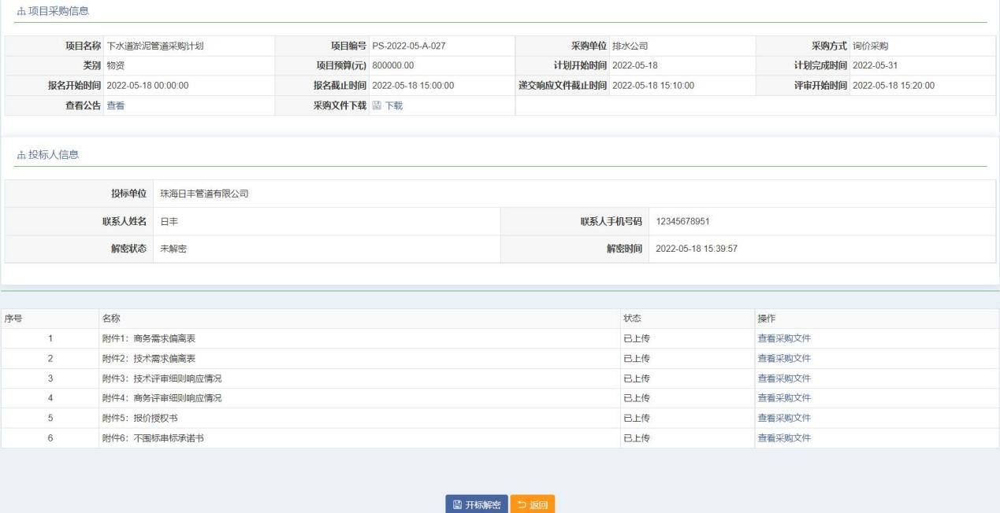 项目采购信息
项目名称 下水道淤泥管道采购计划 项目编号 PS-2022-05-A-027 采购单位 排水公司 采购方式 询价采购
类别 物资 项目预算(元) 800000.00 计划开始时间 2022-05-18 计划完成时间 2022-05-31
报名开始时间 2022-05-18 00:00:00 报名截止时间 2022-05-18 15:00:00 递交响应文件截止时间 2022-05-18 15:10:00 评审开始时间 2022-05-18 15:20:00
查看公告 查看 采购文件下载 下载
投标人信息
投标单位 珠海日丰管道有限公司
联系人姓名 日丰 联系人手机号码 12345678951
解密状态 未解密 解密时间 2022-05-18 15:39:57
序号 名称 状态 操作
1 附件1：商务需求偏离表 已上传 查看采购文件
2 附件2：技术需求偏离表 已上传 查看采购文件
3 附件3：技术评审细则响应情况 已上传 查看采购文件
4 附件4：商务评审细则响应情况 已上传 查看采购文件
5 附件5：报价授权书 已上传 查看采购文件
6 附件6：不围标串标承诺书 已上传 查看采购文件
开标解密 返回